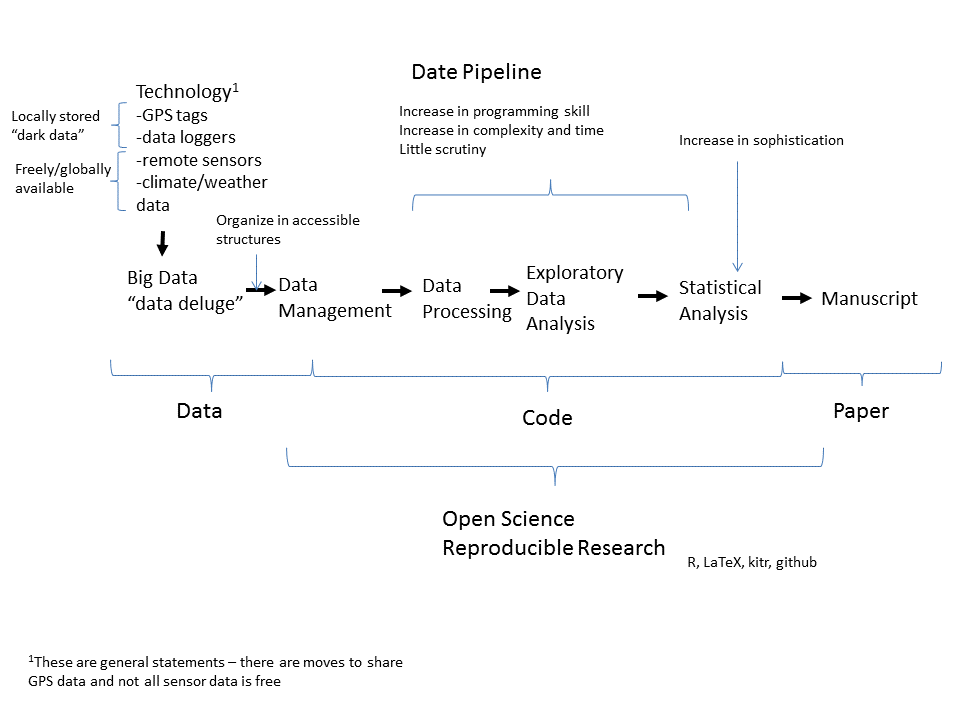 Date Pipeline
Technology1
-GPS tags
-data loggers
-remote sensors
-climate/weather
data
Locally stored
“dark data”
Freely/globally
available
Increase in programming skill
Increase in complexity and time
Little scrutiny
Increase in sophistication
Organize in accessible
structures
Big Data
“data deluge”
Data
Management
Data
Processing
Exploratory
Data
Analysis
Statistical
Analysis
Manuscript
Data
Code
Paper
Open Science
Reproducible Research
R, LaTeX, kitr, github
1These are general statements – there are moves to share
GPS data and not all sensor data is free